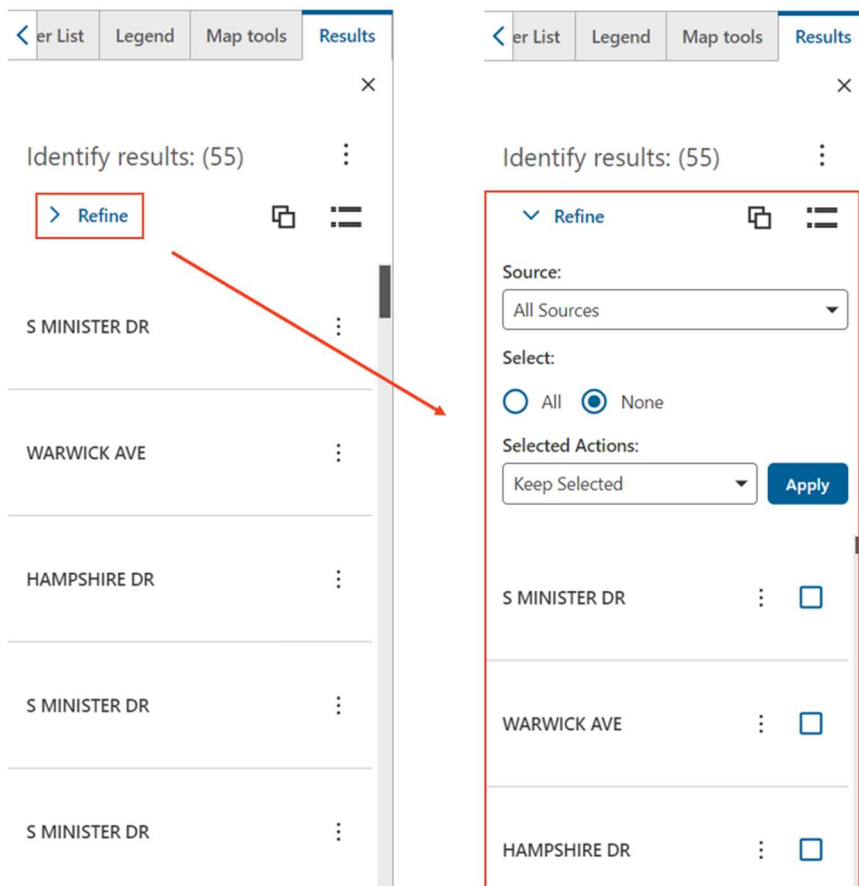 er List Legend Map tools Results
Identify results: (55)
Refine
S MINISTER DR
WARWICK AVE
HAMPSHIRE DR
S MINISTER DR
S MINISTER DR
er List Legend Map tools Results
Identify results: (55)
Refine
Source:
All Sources
Select:
All None
Selected Actions:
Keep Selected Apply
S MINISTER DR
WARWICK AVE
HAMPSHIRE DR